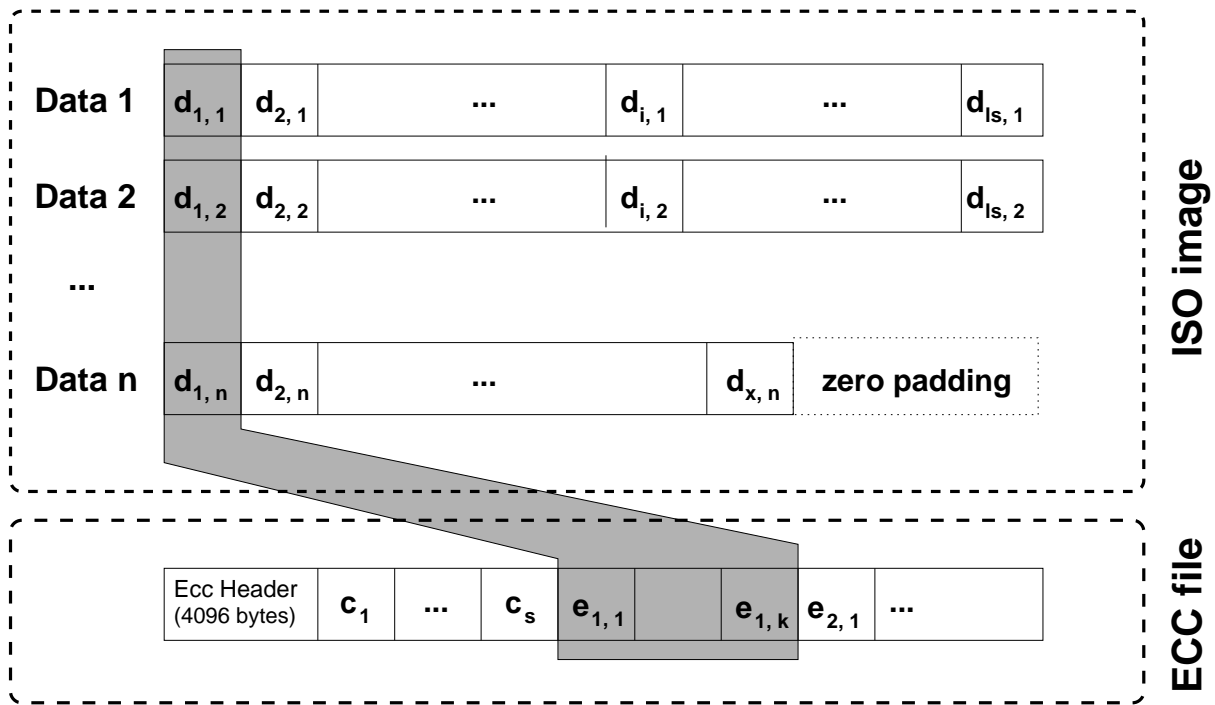 Data 1 d1, 1 d2, 1 ... di, 1 ... dls, 1
Data 2 d1, 2 d2, 2 ... di, 2 ... dls, 2
...
Data n d1, n d2, n ... dx, n zero padding
ISO image
Ecc Header
(4096 bytes)
c1 ... cs e1, 1 e1, k e2, 1 ...
ECC file